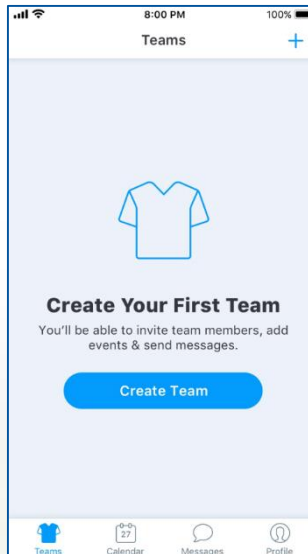 8:00 PM
100%
Teams
Create Your First Team
You'll be able to invite team members, add
events & send messages.
Create Team
27
Teams
Calendar
Messages
Profile